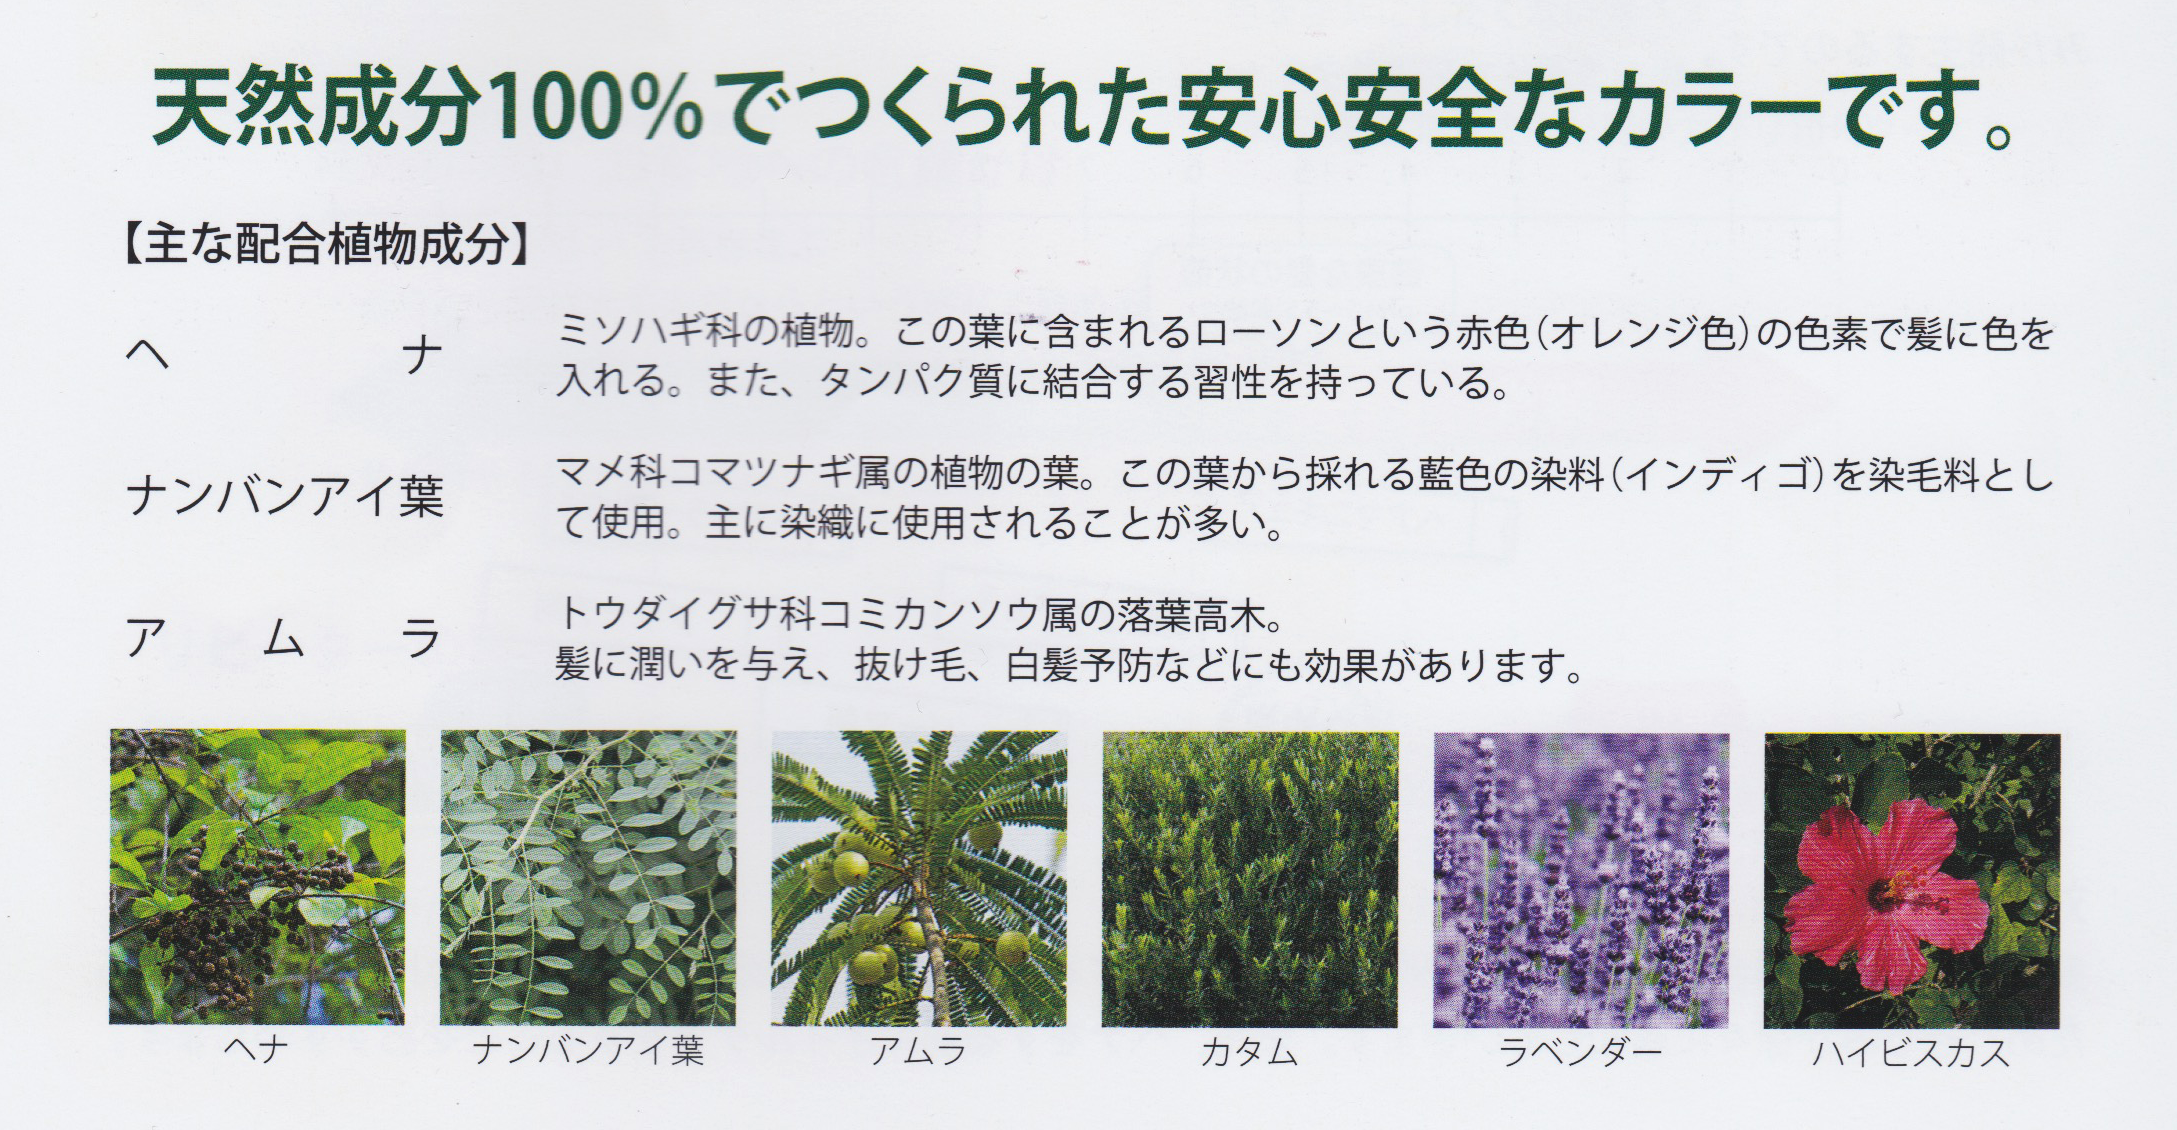 天然成分100%でつくられた安心安全なカラーです。
【主な配合植物成分】
ヘナ
ミソハギ科の植物。この葉に含まれるローソンという赤色(オレンジ色)の色素で髪に色を
入れる。また、タンパク質に結合する習性を持っている。
ナンバンアイ葉
マメ科コマツナギ属の植物の葉。この葉から採れる藍色の染料(インディゴ)を染毛料とし
て使用。主に染織に使用されることが多い。
アムラ
トウダイグサ科コミカンソウ属の落葉高木。
髪に潤いを与え、抜け毛、白髪予防などにも効果があります。
ヘナ
ナンバンアイ葉
アムラ
カタム
ラベンダー
ハイビスカス